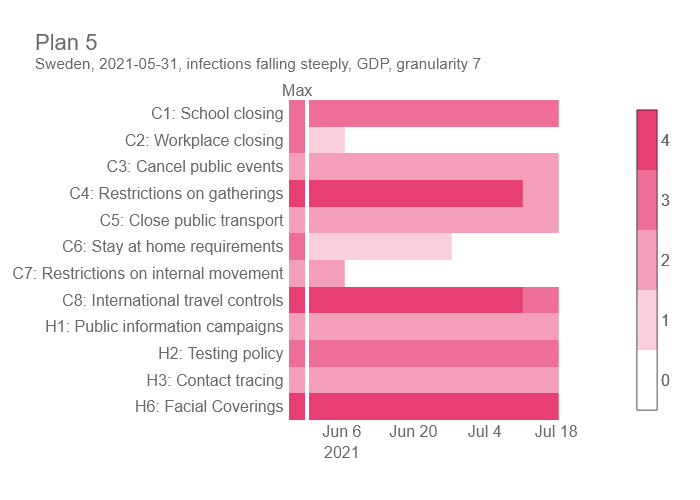 Plan 5
Sweden, 2021-05-31, infections falling steeply, GDP, granularity 7
Max
C1: School closing
C2: Workplace closing
C3: Cancel public events
C4: Restrictions on gatherings
C5: Close public transport
C6: Stay at home requirements
C7: Restrictions on internal movement
C8: International travel controls
H1: Public information campaigns
H2: Testing policy
H3: Contact tracing
H6: Facial Coverings
Jun 6 Jun 20 Jul 4 Jul 18
2021
4
3
2
1
0